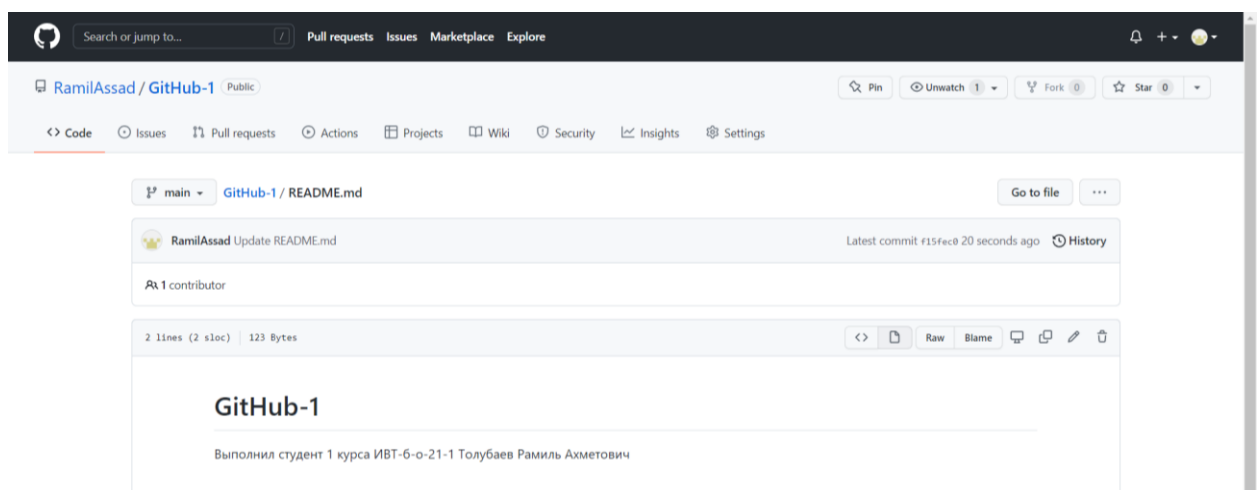 Search or jump to... / Pull requests Issues Marketplace Explore
RamilAssad / GitHub-1 Public Pin Unwatch 1 Fork 0 Star 0
Code Issues Pull requests Actions Projects Wiki Security Insights Settings
main GitHub-1 / README.md Go to file ...
RamilAssad Update README.md Latest commit f15fec0 20 seconds ago History
1 contributor
2 lines (2 sloc) 123 Bytes <> Raw Blame
GitHub-1
Выполнил студент 1 курса ИВТ-б-о-21-1 Толубаев Рамиль Ахметович